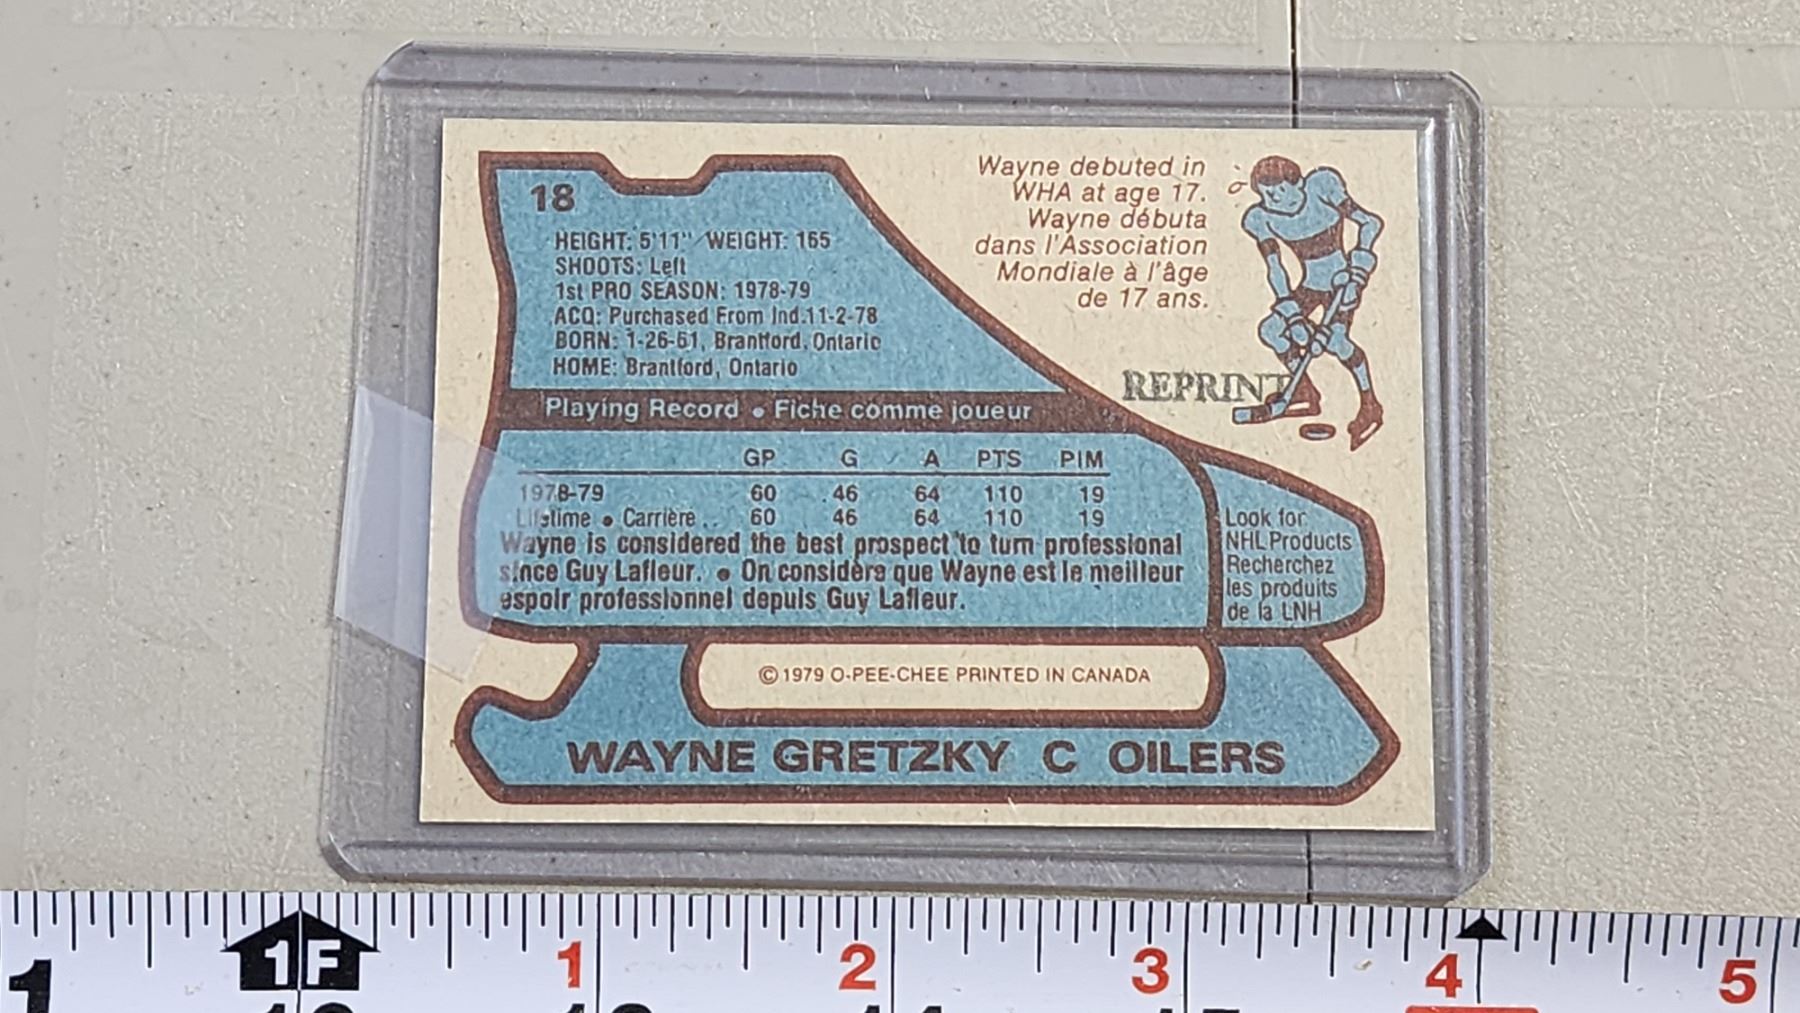 18
HEIGHT: 5'11" WEIGHT: 165
SHOOTS: Left
1st PRO SEASON: 1978-79
ACQ: Purchased From Ind.11-2-78
BORN: 1-26-61, Brantford, Ontario
HOME: Brantford, Ontario
Wayne debuted in
WHA at age 17.
Wayne débuta
dans l'Association
Mondiale à l'âge
de 17 ans.
REPRINT
Playing Record • Fiche comme joueur
GP G A PTS PIM
1978-79 60 46 64 110 19
Lifetime • Carrière .. 60 46 64 110 19
Wayne is considered the best prospect to turn professional
since Guy Lafleur. • On considère que Wayne est le meilleur
espoir professionnel depuis Guy Lafleur.
Look for
NHL Products
Recherchez
les produits
de la LNH
© 1979 O-PEE-CHEE PRINTED IN CANADA
WAYNE GRETZKY C OILERS
1F 1 2 3 4 5
1